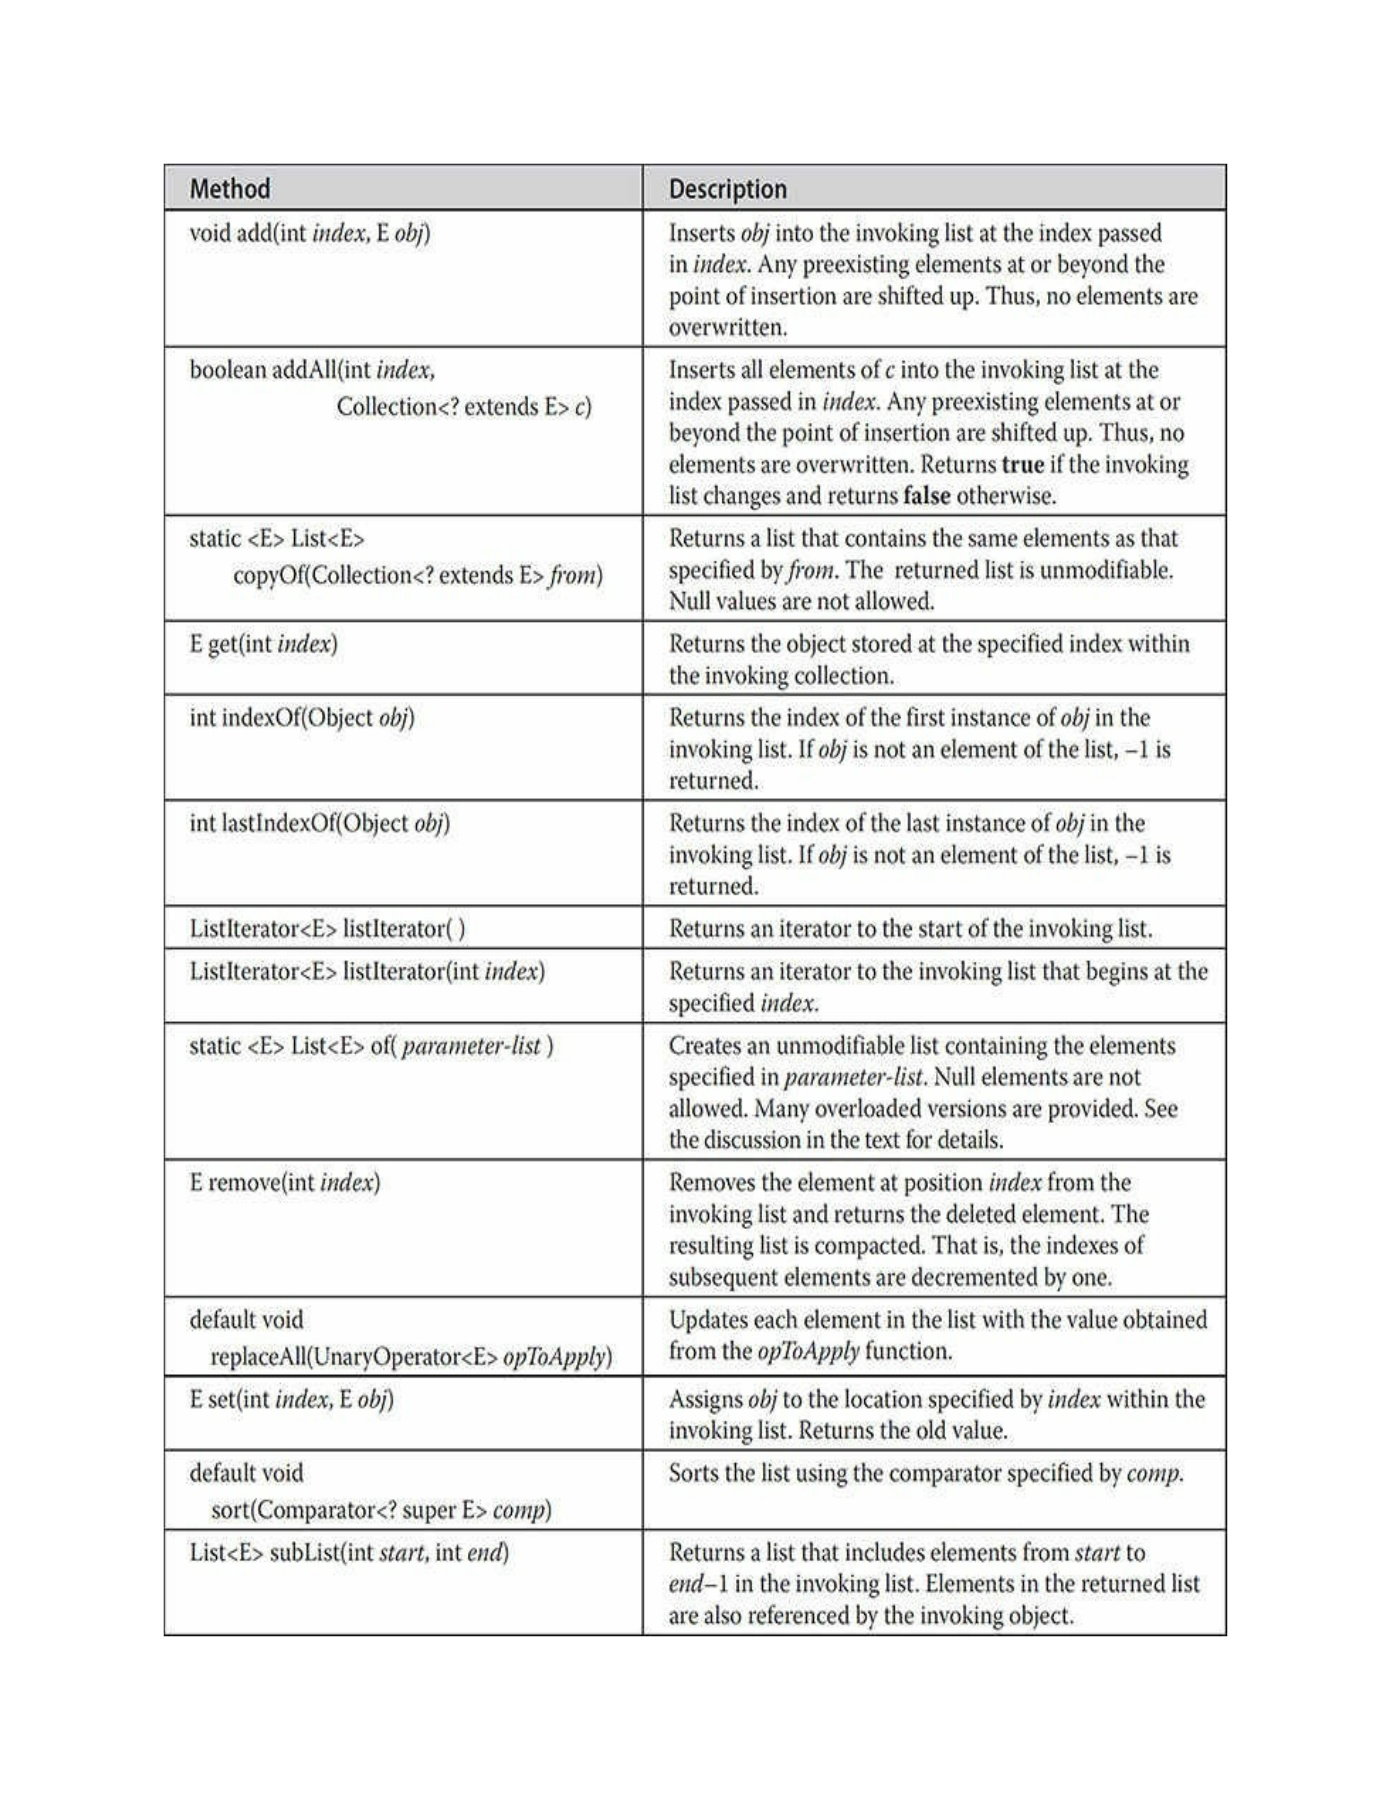 Method
Description
void add(int index, E obj)
Inserts obj into the invoking list at the index passed
in index. Any preexisting elements at or beyond the
point of insertion are shifted up. Thus, no elements are
overwritten.
boolean addAll(int index,
Collection<? extends E> c)
Inserts all elements of c into the invoking list at the
index passed in index. Any preexisting elements at or
beyond the point of insertion are shifted up. Thus, no
elements are overwritten. Returns true if the invoking
list changes and returns false otherwise.
static <E> List<E>
copyOf(Collection<? extends E> from)
Returns a list that contains the same elements as that
specified by from. The returned list is unmodifiable.
Null values are not allowed.
E get(int index)
Returns the object stored at the specified index within
the invoking collection.
int indexOf(Object obj)
Returns the index of the first instance of obj in the
invoking list. If obj is not an element of the list, –1 is
returned.
int lastIndexOf(Object obj)
Returns the index of the last instance of obj in the
invoking list. If obj is not an element of the list, –1 is
returned.
ListIterator<E> listIterator( )
Returns an iterator to the start of the invoking list.
ListIterator<E> listIterator(int index)
Returns an iterator to the invoking list that begins at the
specified index.
static <E> List<E> of( parameter-list )
Creates an unmodifiable list containing the elements
specified in parameter-list. Null elements are not
allowed. Many overloaded versions are provided. See
the discussion in the text for details.
E remove(int index)
Removes the element at position index from the
invoking list and returns the deleted element. The
resulting list is compacted. That is, the indexes of
subsequent elements are decremented by one.
default void
replaceAll(UnaryOperator<E> opToApply)
Updates each element in the list with the value obtained
from the opToApply function.
E set(int index, E obj)
Assigns obj to the location specified by index within the
invoking list. Returns the old value.
default void
sort(Comparator<? super E> comp)
Sorts the list using the comparator specified by comp.
List<E> subList(int start, int end)
Returns a list that includes elements from start to
end–1 in the invoking list. Elements in the returned list
are also referenced by the invoking object.